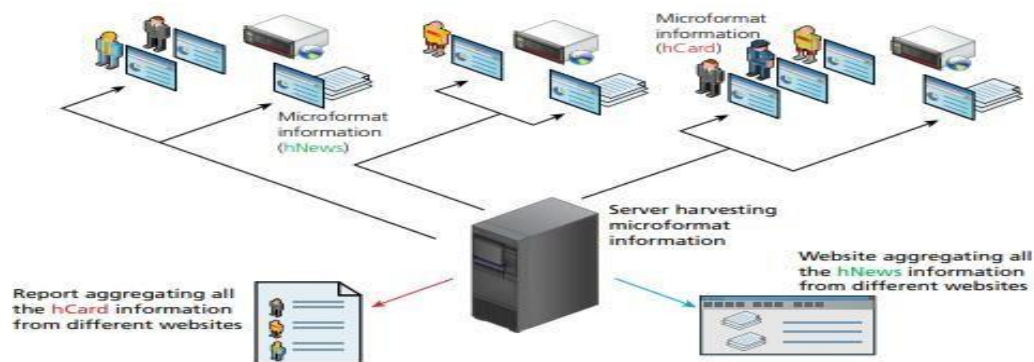 Microformat
information
(hCard)
Microformat
information
(hNews)
Server harvesting
microformat
information
Website aggregating all
the hNews information
from different websites
Report aggregating all
the hCard information
from different websites